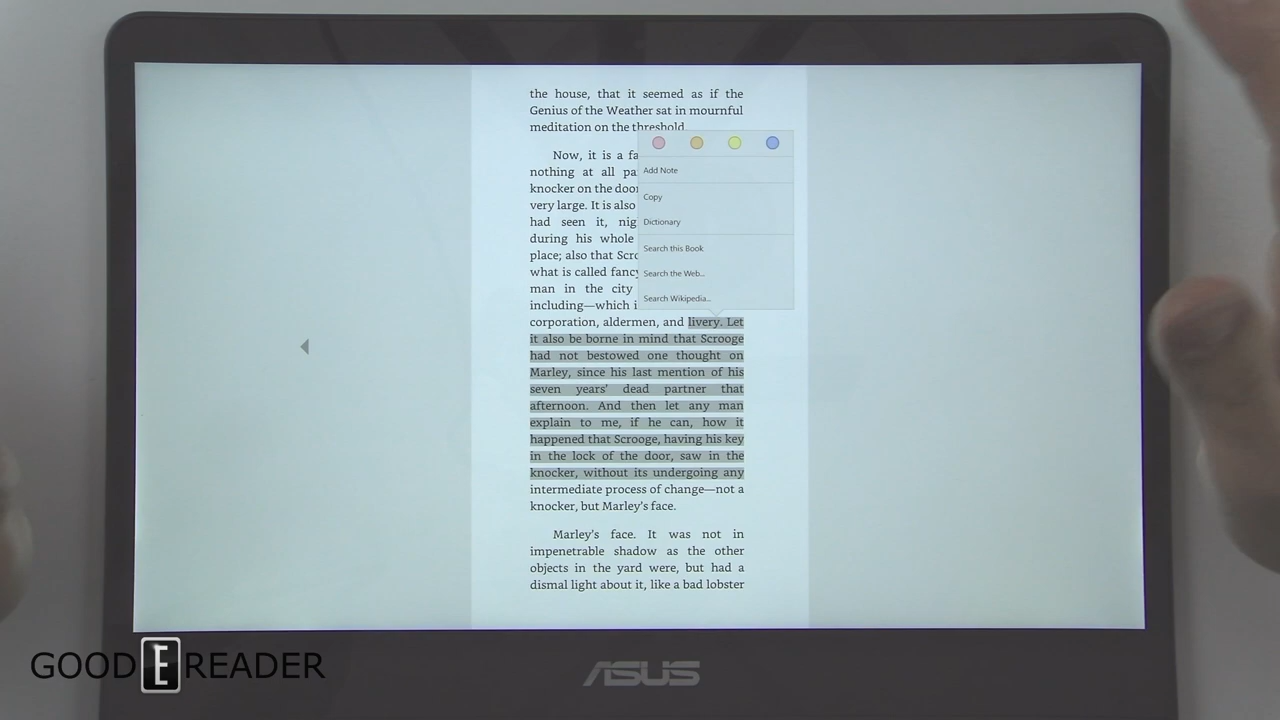 the house, that it seemed as if the
Genius of the Weather sat in mournful
meditation on the threshold.
Now, it is a
nothing at all
knocker on the
very large. It is also
had seen it,
during his whole
place; also that
what is called
man in the city
including—which
corporation, aldermen, and livery. Let
it also be borne in mind that Scrooge
had not bestowed one thought on
Marley, since his last mention of his
seven years’ dead partner that
afternoon. And then let any man
explain to me, if he can, how it
happened that Scrooge, having his key
in the lock of the door, saw in the
knocker, without its undergoing any
intermediate process of change—not a
knocker, but Marley’s face.
Marley’s face. It was not in
impenetrable shadow as the other
objects in the yard were, but had a
dismal light about it, like a bad lobster
Add Note
Copy
Dictionary
Search this Book
Search the Web...
Search Wikipedia...
GOOD E READER
ASUS